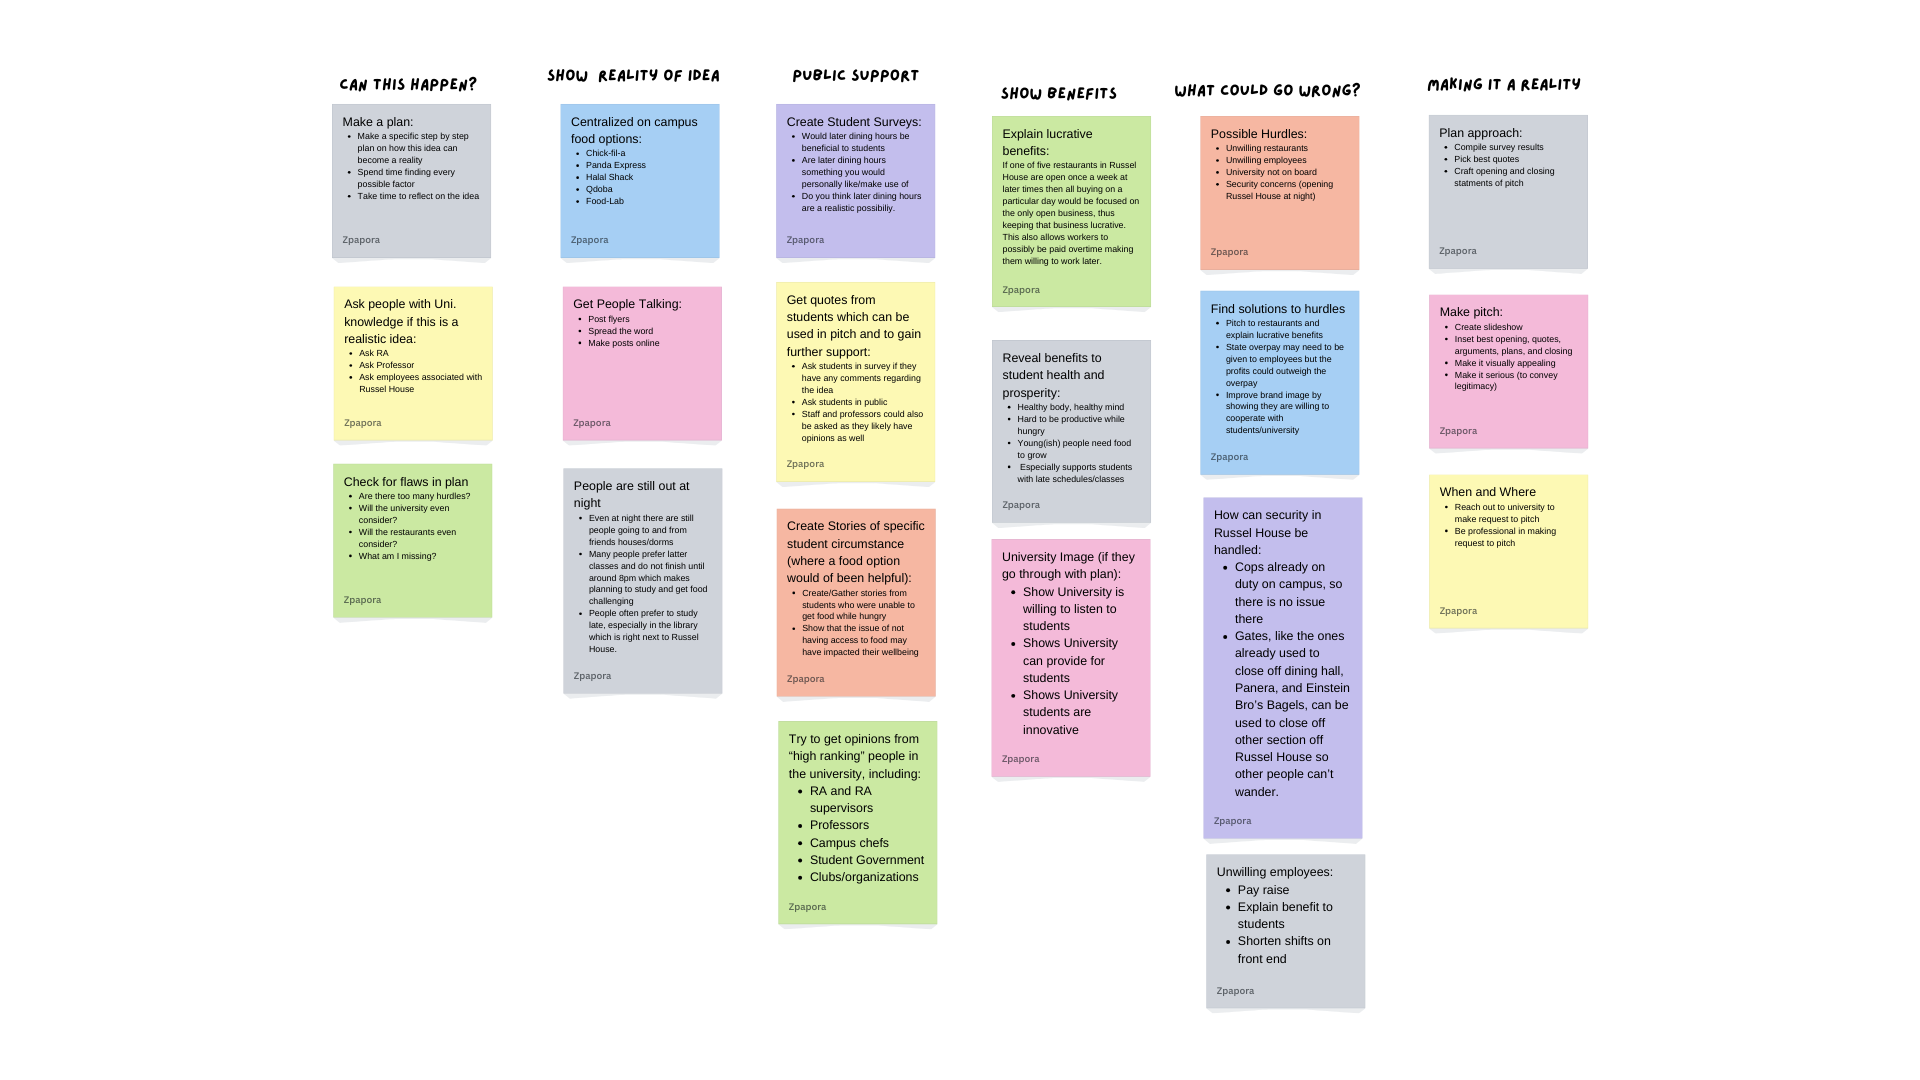 CAN THIS HAPPEN?
Make a plan:
Make a specific step by step
plan on how this idea can
become a reality
Spend time finding every
possible factor
Take time to reflect on the idea
Zpapora
Ask people with Uni.
knowledge if this is a
realistic idea:
Ask RA
Ask Professor
Ask employees associated with
Russel House
Zpapora
Check for flaws in plan
Are there too many hurdles?
Will the university even
consider?
Will the restaurants even
consider?
What am I missing?
Zpapora
SHOW REALITY OF IDEA
Centralized on campus
food options:
Chick-fil-a
Panda Express
Halal Shack
Qdoba
Food-Lab
Zpapora
Get People Talking:
Post flyers
Spread the word
Make posts online
Zpapora
People are still out at
night
Even at night there are still
people going to and from
friends houses/dorms
Many people prefer latter
classes and do not finish until
around 8pm which makes
planning to study and get food
challenging
People often prefer to study
late, especially in the library
which is right next to Russel
House.
Zpapora
PUBLIC SUPPORT
Create Student Surveys:
Would later dining hours be
beneficial to students
Are later dining hours
something you would
personally like/make use of
Do you think later dining hours
are a realistic possibiliy.
Zpapora
Get quotes from
students which can be
used in pitch and to gain
further support:
Ask students in survey if they
have any comments regarding
the idea
Ask students in public
Staff and professors could also
be asked as they likely have
opinions as well
Zpapora
Create Stories of specific
student circumstance
(where a food option
would of been helpful):
Create/Gather stories from
students who were unable to
get food while hungry
Show that the issue of not
having access to food may
have impacted their wellbeing
Zpapora
Try to get opinions from
“high ranking” people in
the university, including:
RA and RA
supervisors
Professors
Campus chefs
Student Government
Clubs/organizations
Zpapora
SHOW BENEFITS
Explain lucrative
benefits:
If one of five restaurants in Russel
House are open once a week at
later times then all buying on a
particular day would be focused on
the only open business, thus
keeping that business lucrative.
This also allows workers to
possibly be paid overtime making
them willing to work later.
Zpapora
Reveal benefits to
student health and
prosperity:
Healthy body, healthy mind
Hard to be productive while
hungry
Young(ish) people need food
to grow
Especially supports students
with late schedules/classes
Zpapora
University Image (if they
go through with plan):
Show University is
willing to listen to
students
Shows University
can provide for
students
Shows University
students are
innovative
Zpapora
WHAT COULD GO WRONG?
Possible Hurdles:
Unwilling restaurants
Unwilling employees
University not on board
Security concerns (opening
Russel House at night)
Zpapora
Find solutions to hurdles
Pitch to restaurants and
explain lucrative benefits
State overpay may need to be
given to employees but the
profits could outweigh the
overpay
Improve brand image by
showing they are willing to
cooperate with
students/university
Zpapora
How can security in
Russel House be
handled:
Cops already on
duty on campus, so
there is no issue
there
Gates, like the ones
already used to
close off dining hall,
Panera, and Einstein
Bro’s Bagels, can be
used to close off
other section off
Russel House so
other people can’t
wander.
Zpapora
Unwilling employees:
Pay raise
Explain benefit to
students
Shorten shifts on
front end
Zpapora
MAKING IT A REALITY
Plan approach:
Compile survey results
Pick best quotes
Craft opening and closing
statments of pitch
Zpapora
Make pitch:
Create slideshow
Inset best opening, quotes,
arguments, plans, and closing
Make it visually appealing
Make it serious (to convey
legitimacy)
Zpapora
When and Where
Reach out to university to
make request to pitch
Be professional in making
request to pitch
Zpapora